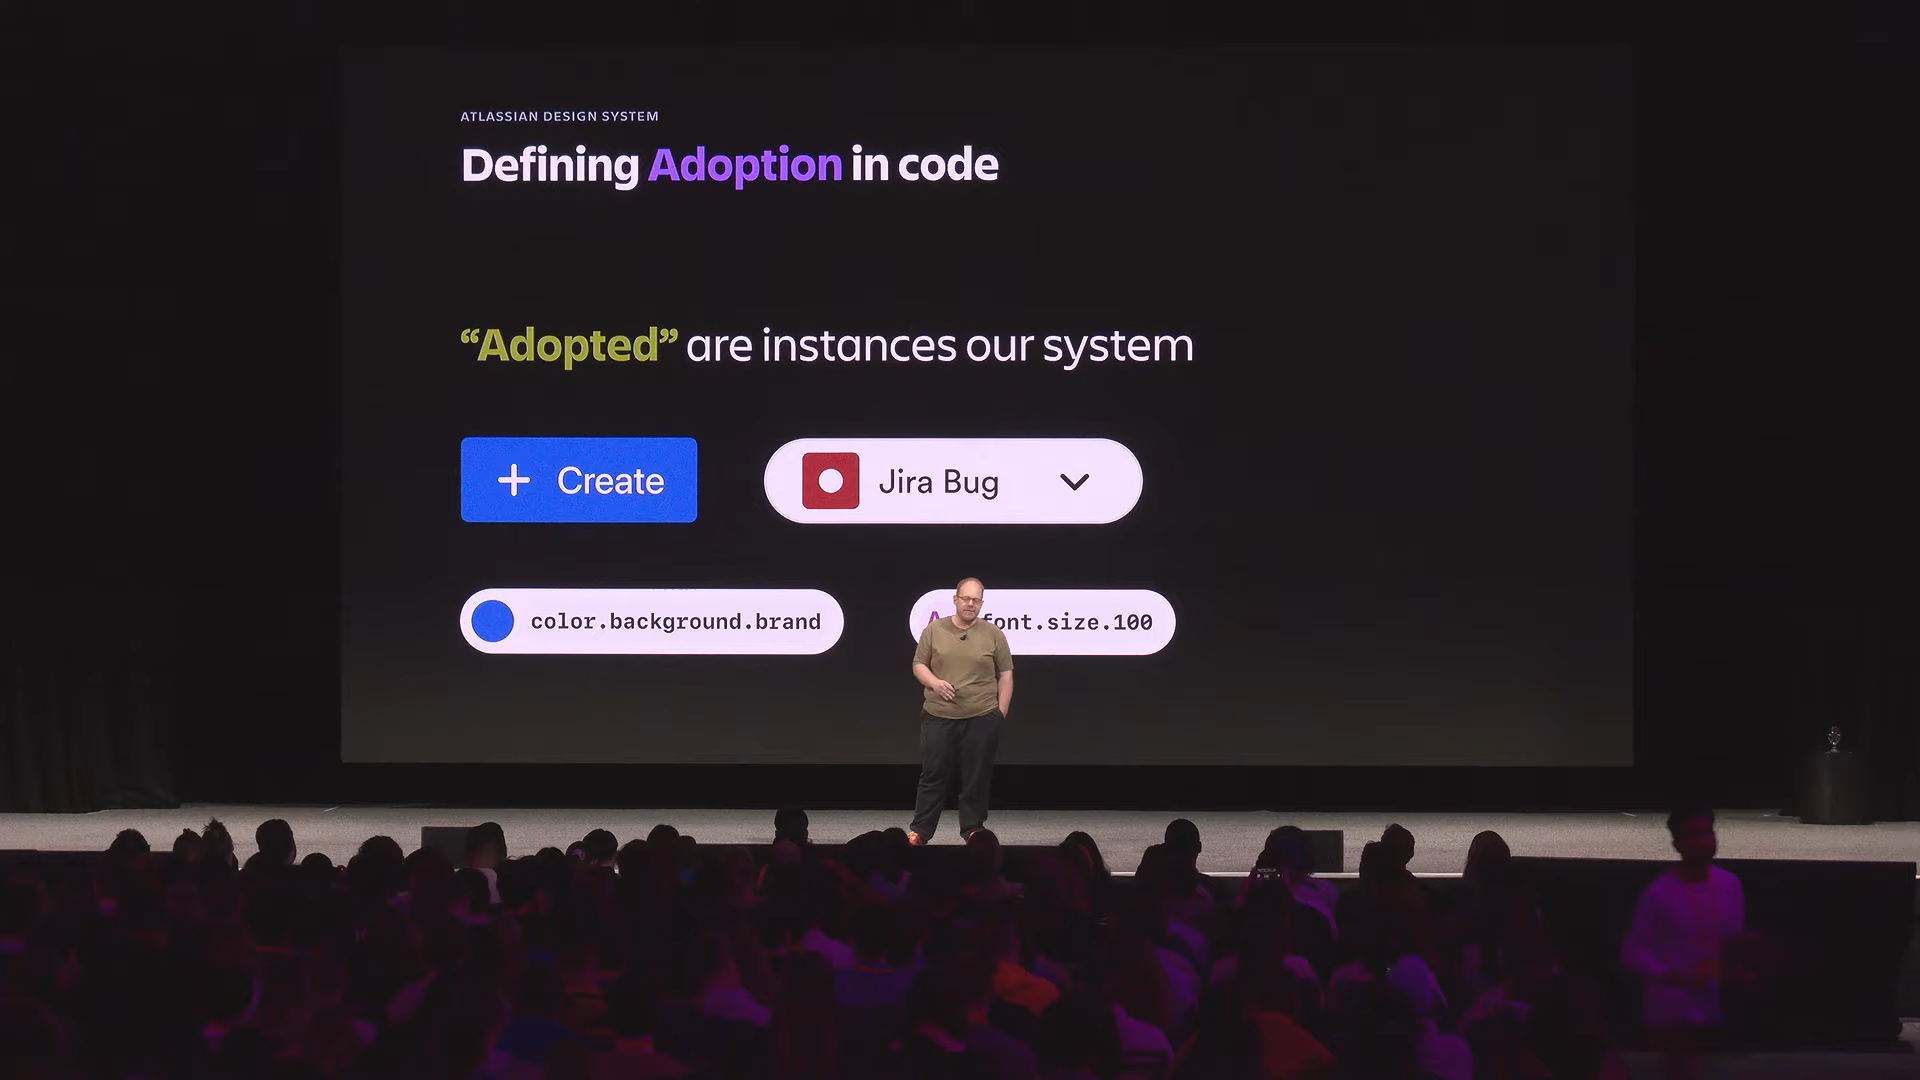 ATLASSIAN DESIGN SYSTEM
Defining Adoption in code
“Adopted” are instances our system
+ Create
Jira Bug
color.background.brand
font.size.100